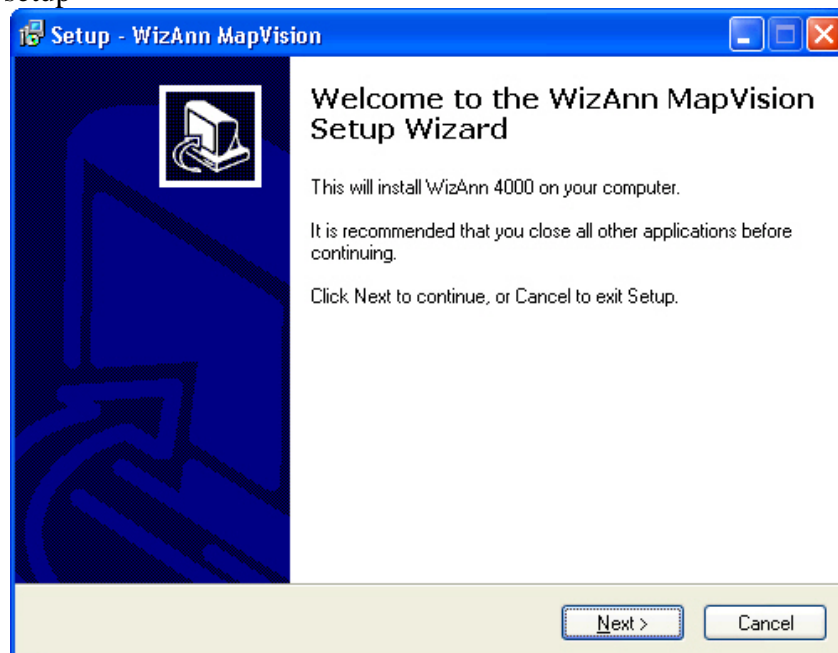 setup
Setup - WizAnn MapVision
Welcome to the WizAnn MapVision
Setup Wizard
This will install WizAnn 4000 on your computer.
It is recommended that you close all other applications before
continuing.
Click Next to continue, or Cancel to exit Setup.
Next > Cancel